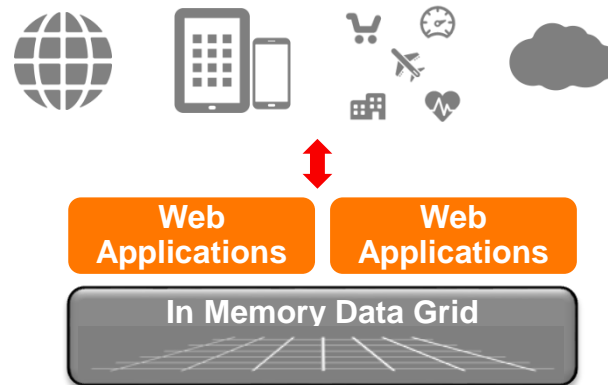 Web
Applications
Web
Applications
In Memory Data Grid